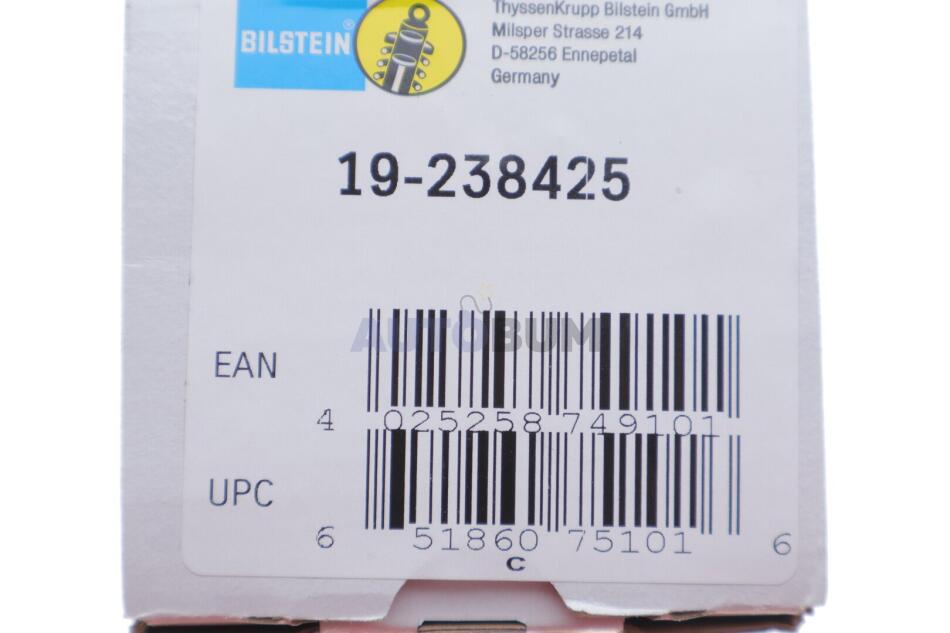 BILSTEIN®
ThyssenKrupp Bilstein GmbH
Milsper Strasse 214
D-58256 Ennepetal
Germany
19-238425
AUTOBUM
EAN
4 025258 749101
UPC
6 51860 75101 6
C